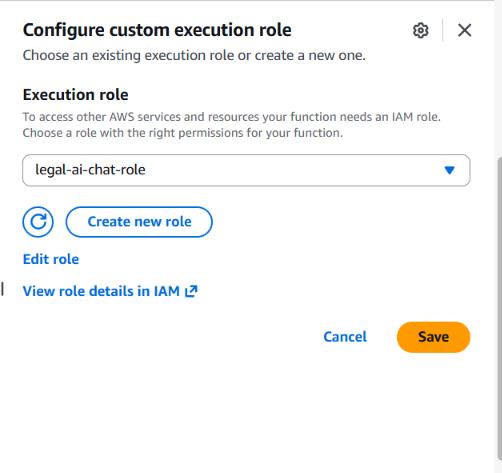 Configure custom execution role
Choose an existing execution role or create a new one.
Execution role
To access other AWS services and resources your function needs an IAM role.
Choose a role with the right permissions for your function.
legal-ai-chat-role
Create new role
Edit role
View role details in IAM
Cancel
Save